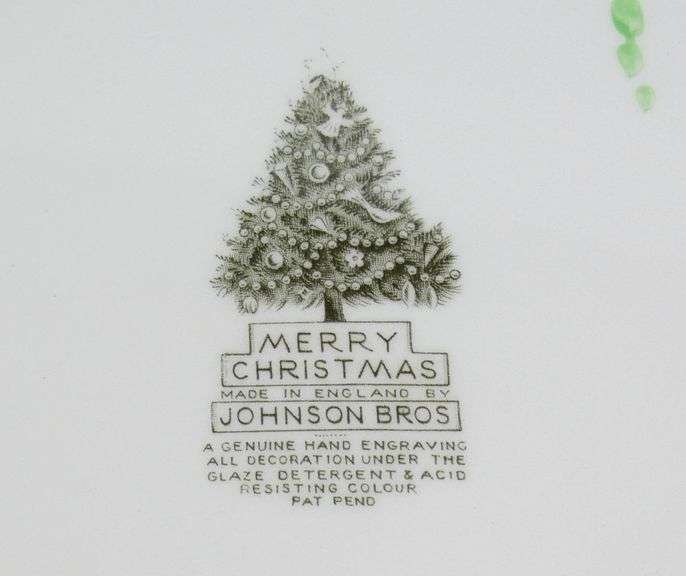 MERRY
CHRISTMAS
MADE IN ENGLAND BY
JOHNSON BROS
A GENUINE HAND ENGRAVING
ALL DECORATION UNDER THE
GLAZE DETERGENT & ACID
RESISTING COLOUR
PAT PEND